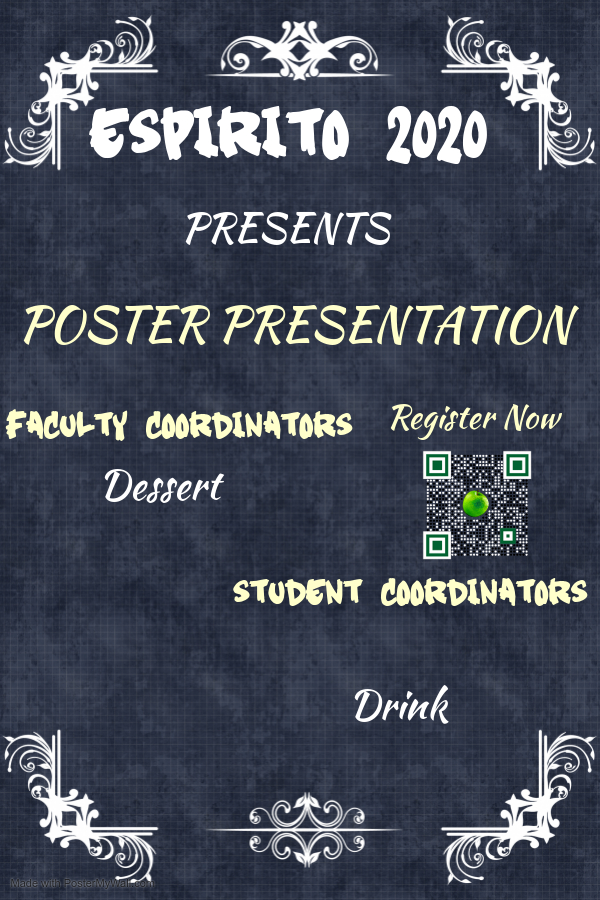 ESPIRITO 2020
PRESENTS
POSTER PRESENTATION
FACULTY COORDINATORS
Register Now
Dessert
STUDENT COORDINATORS
Drink
Made with PosterMyWall.com